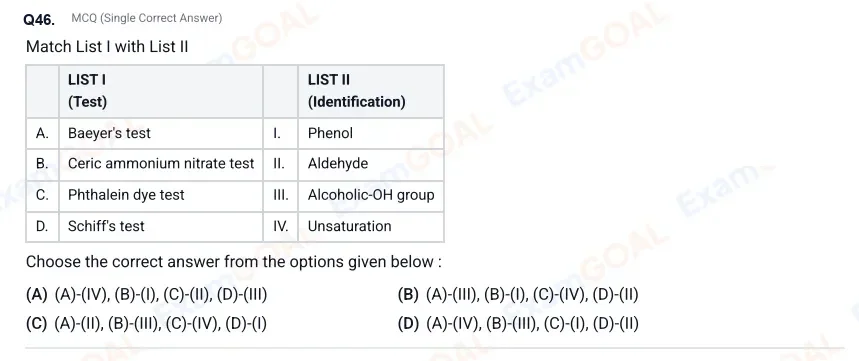 Q46. MCQ (Single Correct Answer)
Match List I with List II
LIST I (Test) LIST II (Identification)
A. Baeyer's test I. Phenol
B. Ceric ammonium nitrate test II. Aldehyde
C. Phthalein dye test III. Alcoholic-OH group
D. Schiff's test IV. Unsaturation
Choose the correct answer from the options given below :
(A) (A)-(IV), (B)-(I), (C)-(II), (D)-(III) (B) (A)-(III), (B)-(I), (C)-(IV), (D)-(II)
(C) (A)-(II), (B)-(III), (C)-(IV), (D)-(I) (D) (A)-(IV), (B)-(III), (C)-(I), (D)-(II)
ExamGOAL